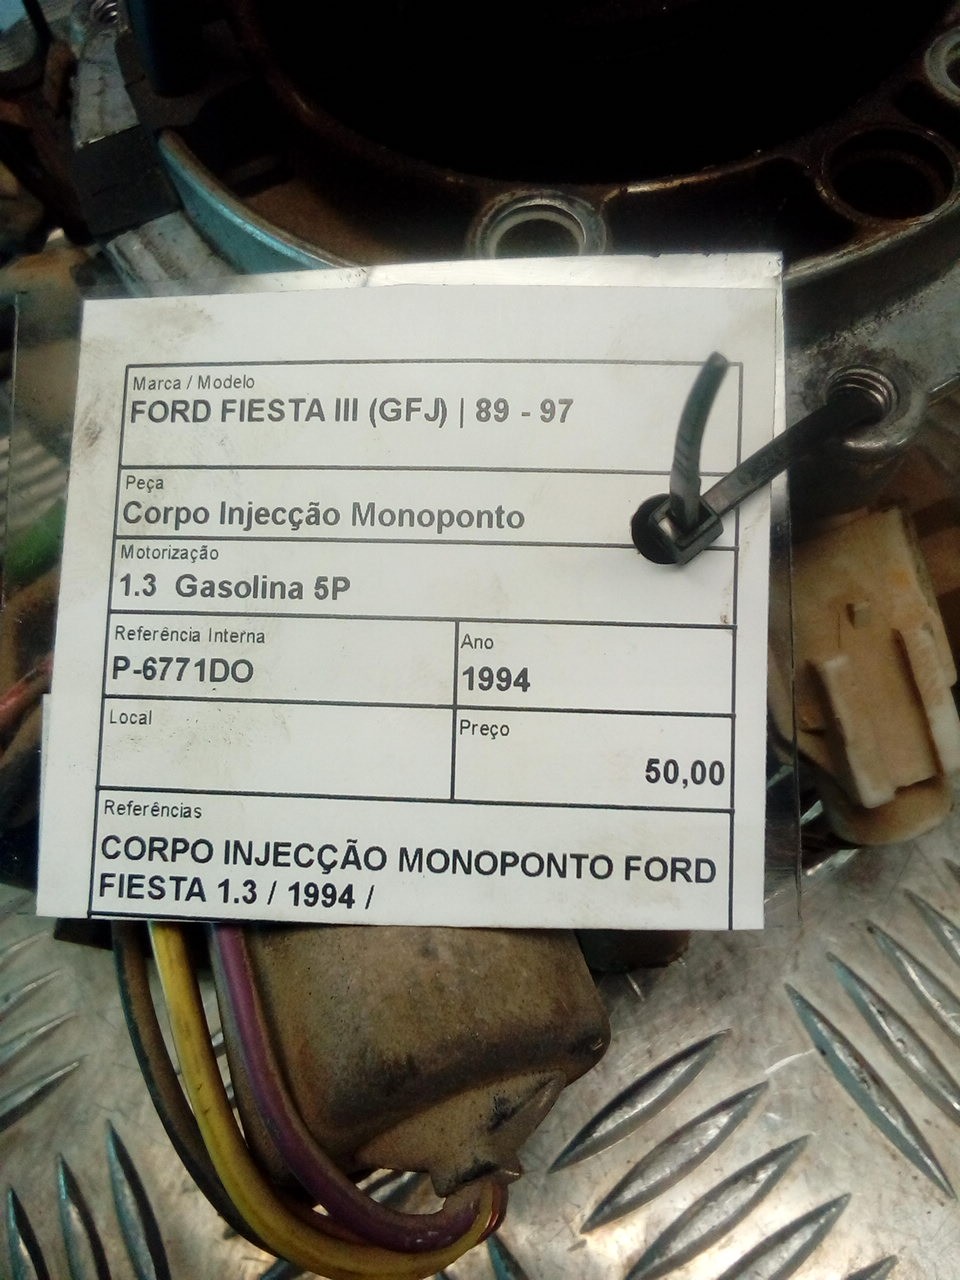 Marca / Modelo
FORD FIESTA III (GFJ) | 89 - 97
Peça
Corpo Injecção Monoponto
Motorização
1.3 Gasolina 5P
Referência Interna
P-6771DO
Ano
1994
Local
Preço
50,00
Referências
CORPO INJECÇÃO MONOPONTO FORD
FIESTA 1.3 / 1994 /